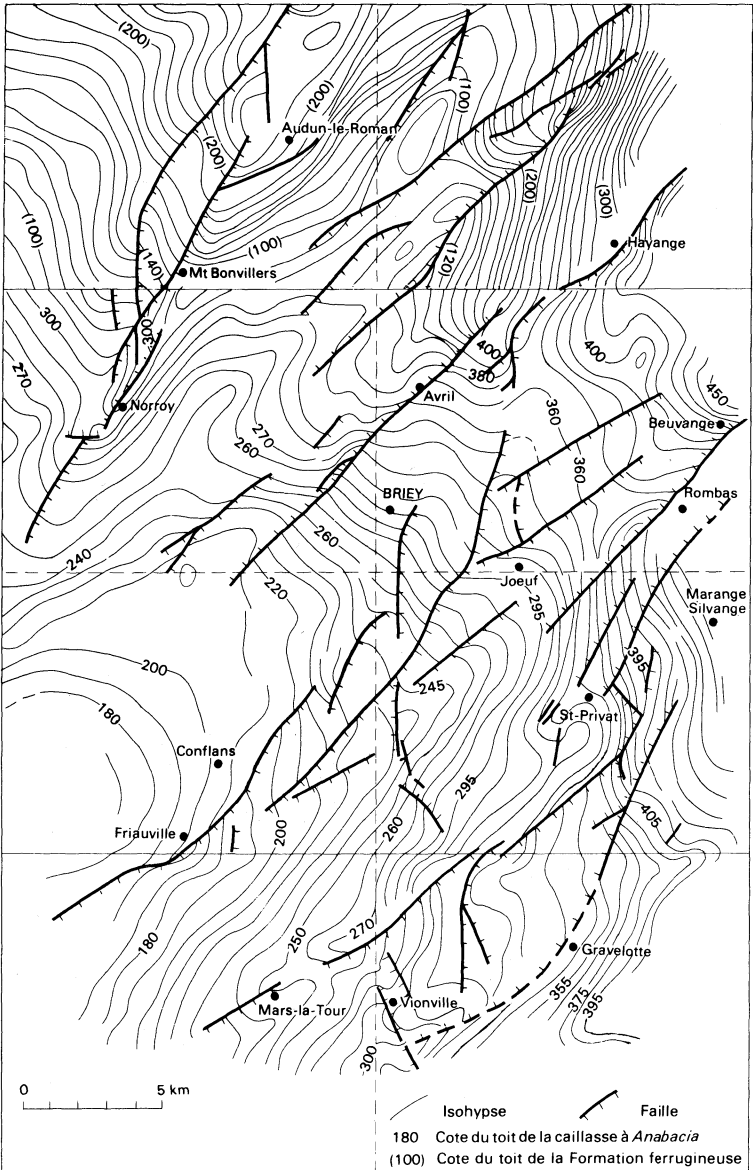 (200)
(200)
(100)
Audun-le-Roman
(200)
(200)
(300)
(100)
Hayange
(100)
(120)
(140)
Mt Bonvillers
300
300
400
400
270
380
Avril
450
Norroy
360
Beuvange
270
260
360
BRIEY
Rombas
260
240
Joeuf
220
295
Marange
Silvange
200
395
180
245
St-Privat
Conflans
295
405
Friauville
200
260
180
250
270
Gravelotte
355
375
395
Mars-la-Tour
Vionville
300
0 5 km
Isohypse Faille
180 Cote du toit de la caillasse à Anabacia
(100) Cote du toit de la Formation ferrugineuse